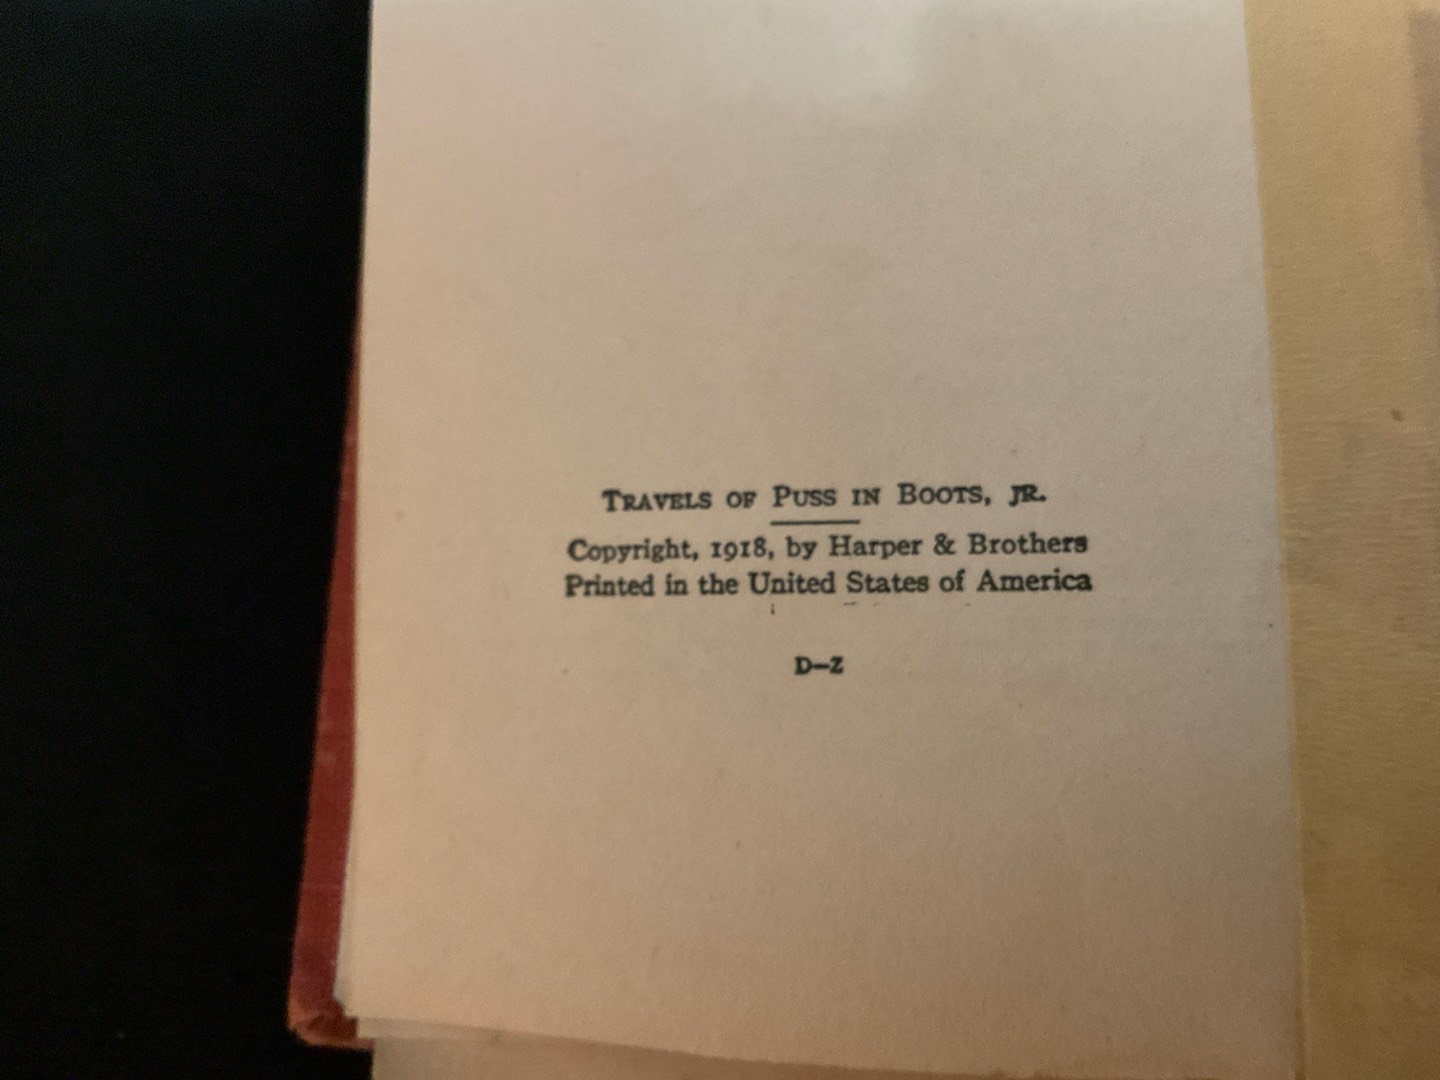 TRAVELS OF PUSS IN BOOTS, JR.
Copyright, 1918, by Harper & Brothers
Printed in the United States of America
D–Z